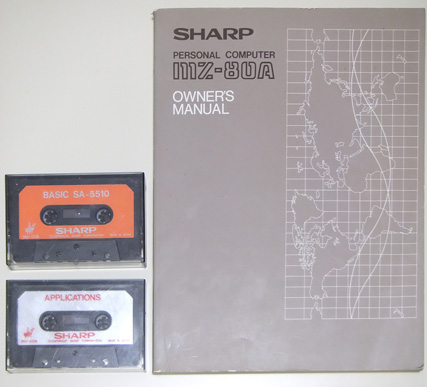 SHARP
PERSONAL COMPUTER
MZ-80A
OWNER'S
MANUAL
BASIC SA-5510
SHARP
APPLICATIONS
SHARP